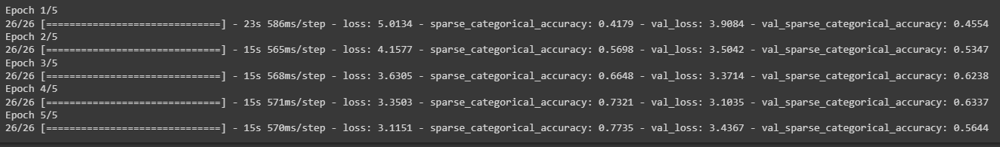 Epoch 1/5
26/26 [==============================] - 23s 586ms/step - loss: 5.0134 - sparse_categorical_accuracy: 0.4179 - val_loss: 3.9084 - val_sparse_categorical_accuracy: 0.4554
Epoch 2/5
26/26 [==============================] - 15s 565ms/step - loss: 4.1577 - sparse_categorical_accuracy: 0.5698 - val_loss: 3.5042 - val_sparse_categorical_accuracy: 0.5347
Epoch 3/5
26/26 [==============================] - 15s 568ms/step - loss: 3.6305 - sparse_categorical_accuracy: 0.6648 - val_loss: 3.3714 - val_sparse_categorical_accuracy: 0.6238
Epoch 4/5
26/26 [==============================] - 15s 571ms/step - loss: 3.3503 - sparse_categorical_accuracy: 0.7321 - val_loss: 3.1035 - val_sparse_categorical_accuracy: 0.6337
Epoch 5/5
26/26 [==============================] - 15s 570ms/step - loss: 3.1151 - sparse_categorical_accuracy: 0.7735 - val_loss: 3.4367 - val_sparse_categorical_accuracy: 0.5644